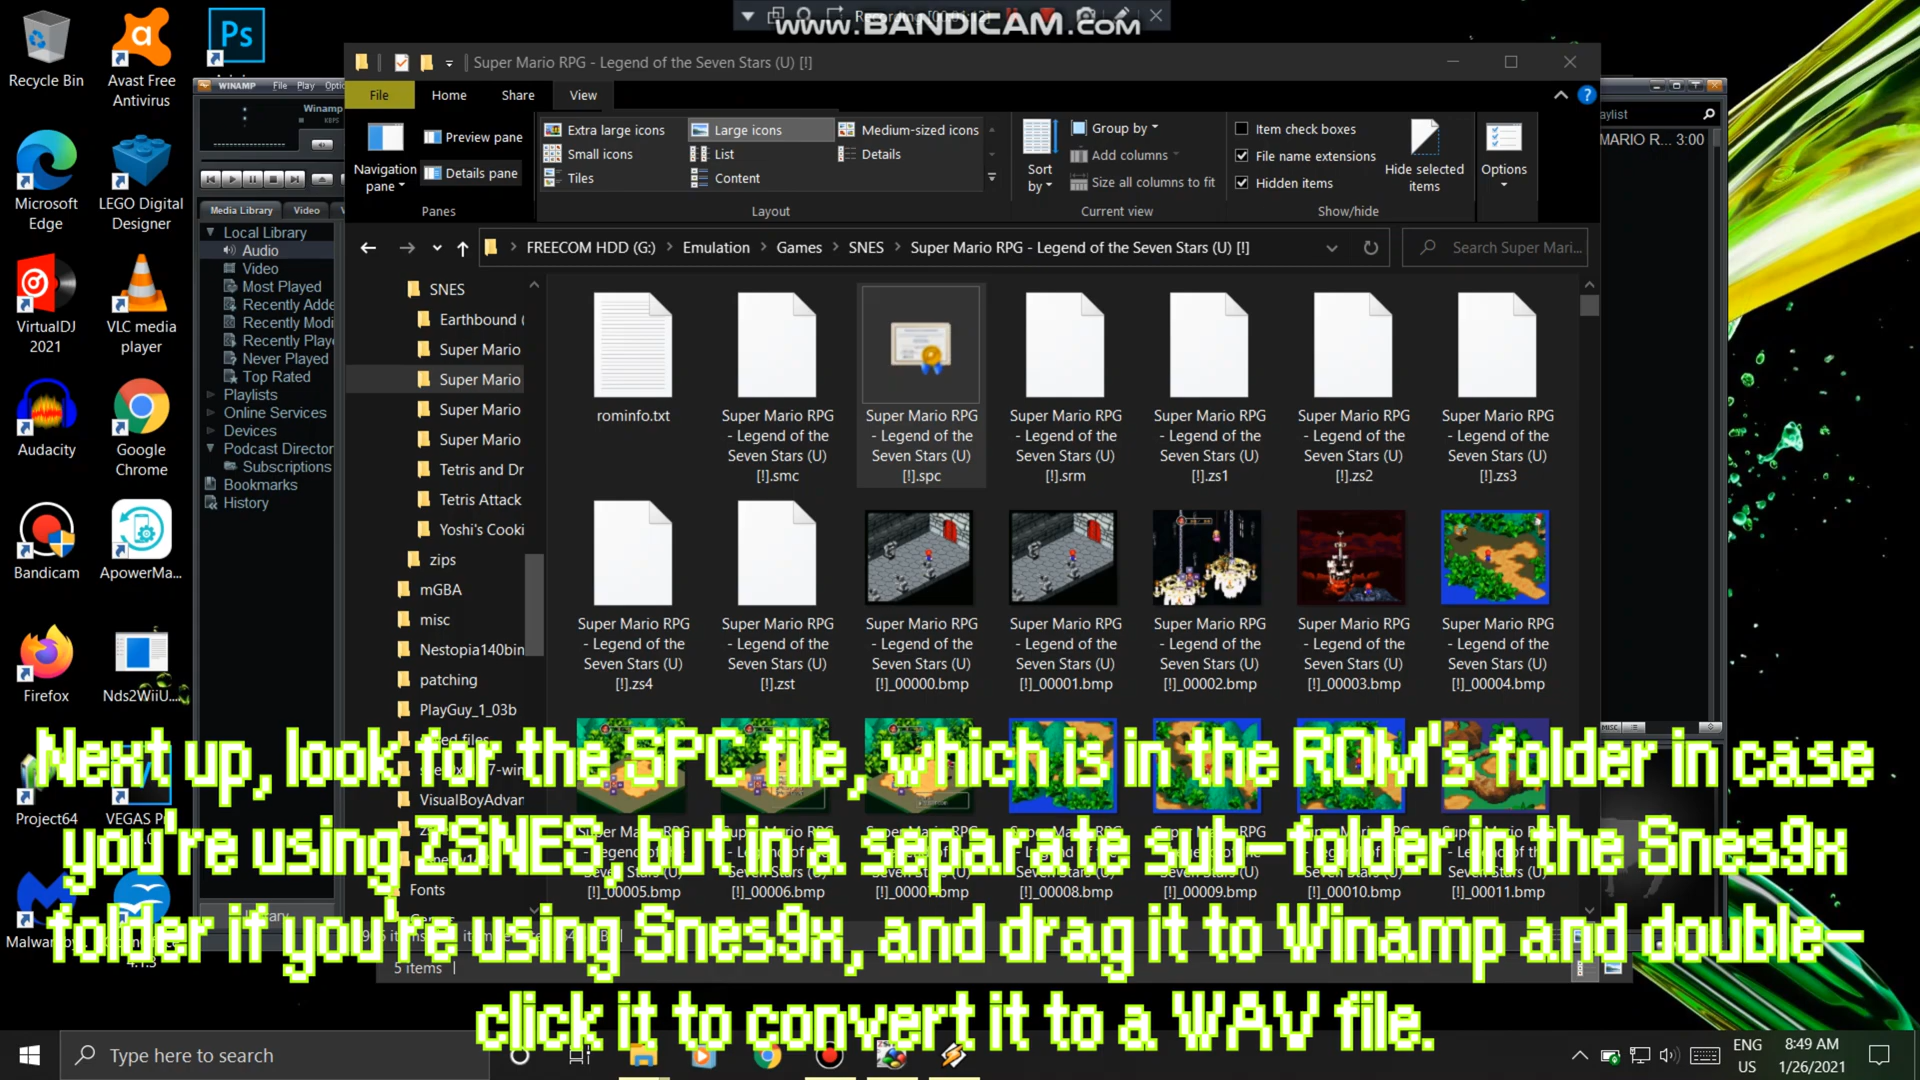 www.BANDICAM.com
Recording [00:01:12]
Recycle Bin
Avast Free
Antivirus
Microsoft
Edge
LEGO Digital
Designer
VirtualDJ
2021
VLC media
player
Audacity
Google
Chrome
Bandicam
ApowerMa...
Firefox
Nds2WiiU....
Project64
WINAMP File Play
Winamp
Media Library Video
Local Library
Audio
Video
Most Played
Recently Adde
Recently Modi
Recently Playe
Never Played
Top Rated
Playlists
Online Services
Devices
Podcast Director
Subscriptions
Bookmarks
History
aylist
MARIO R... 3:00
Super Mario RPG - Legend of the Seven Stars (U) [!]
File Home Share View
Navigation
pane
Preview pane
Details pane
Panes
Extra large icons Large icons Medium-sized icons
Small icons List Details
Tiles Content
Layout
Sort
by
Group by
Add columns
Size all columns to fit
Current view
Item check boxes
File name extensions
Hidden items
Hide selected
items
Show/hide
Options
FREECOM HDD (G:) Emulation Games SNES Super Mario RPG - Legend of the Seven Stars (U) [!]
Search Super Mari...
SNES
Earthbound (
Super Mario
Super Mario
Super Mario
Super Mario
Tetris and Dr
Tetris Attack
Yoshi's Cooki
zips
mGBA
misc
Nestopia140bin
patching
PlayGuy_1_03b
VisualBoyAdvan
Fonts
rominfo.txt
Super Mario RPG
- Legend of the
Seven Stars (U)
[!].smc
Super Mario RPG
- Legend of the
Seven Stars (U)
[!].spc
Super Mario RPG
- Legend of the
Seven Stars (U)
[!].srm
Super Mario RPG
- Legend of the
Seven Stars (U)
[!].zs1
Super Mario RPG
- Legend of the
Seven Stars (U)
[!].zs2
Super Mario RPG
- Legend of the
Seven Stars (U)
[!].zs3
Super Mario RPG
- Legend of the
Seven Stars (U)
[!].zs4
Super Mario RPG
- Legend of the
Seven Stars (U)
[!].zst
Super Mario RPG
- Legend of the
Seven Stars (U)
[!]_00000.bmp
Super Mario RPG
- Legend of the
Seven Stars (U)
[!]_00001.bmp
Super Mario RPG
- Legend of the
Seven Stars (U)
[!]_00002.bmp
Super Mario RPG
- Legend of the
Seven Stars (U)
[!]_00003.bmp
Super Mario RPG
- Legend of the
Seven Stars (U)
[!]_00004.bmp
[!]_00005.bmp
[!]_00006.bmp
[!]_00007.bmp
[!]_00008.bmp
[!]_00009.bmp
[!]_00010.bmp
[!]_00011.bmp
5 items
Next up, look for the SPC file, which is in the ROM's folder in case
you're using ZSNES, but in a separate sub-folder in the Snes9x
folder if you're using Snes9x, and drag it to Winamp and double-
click it to convert it to a WAV file.
Type here to search
ENG
US
8:49 AM
1/26/2021